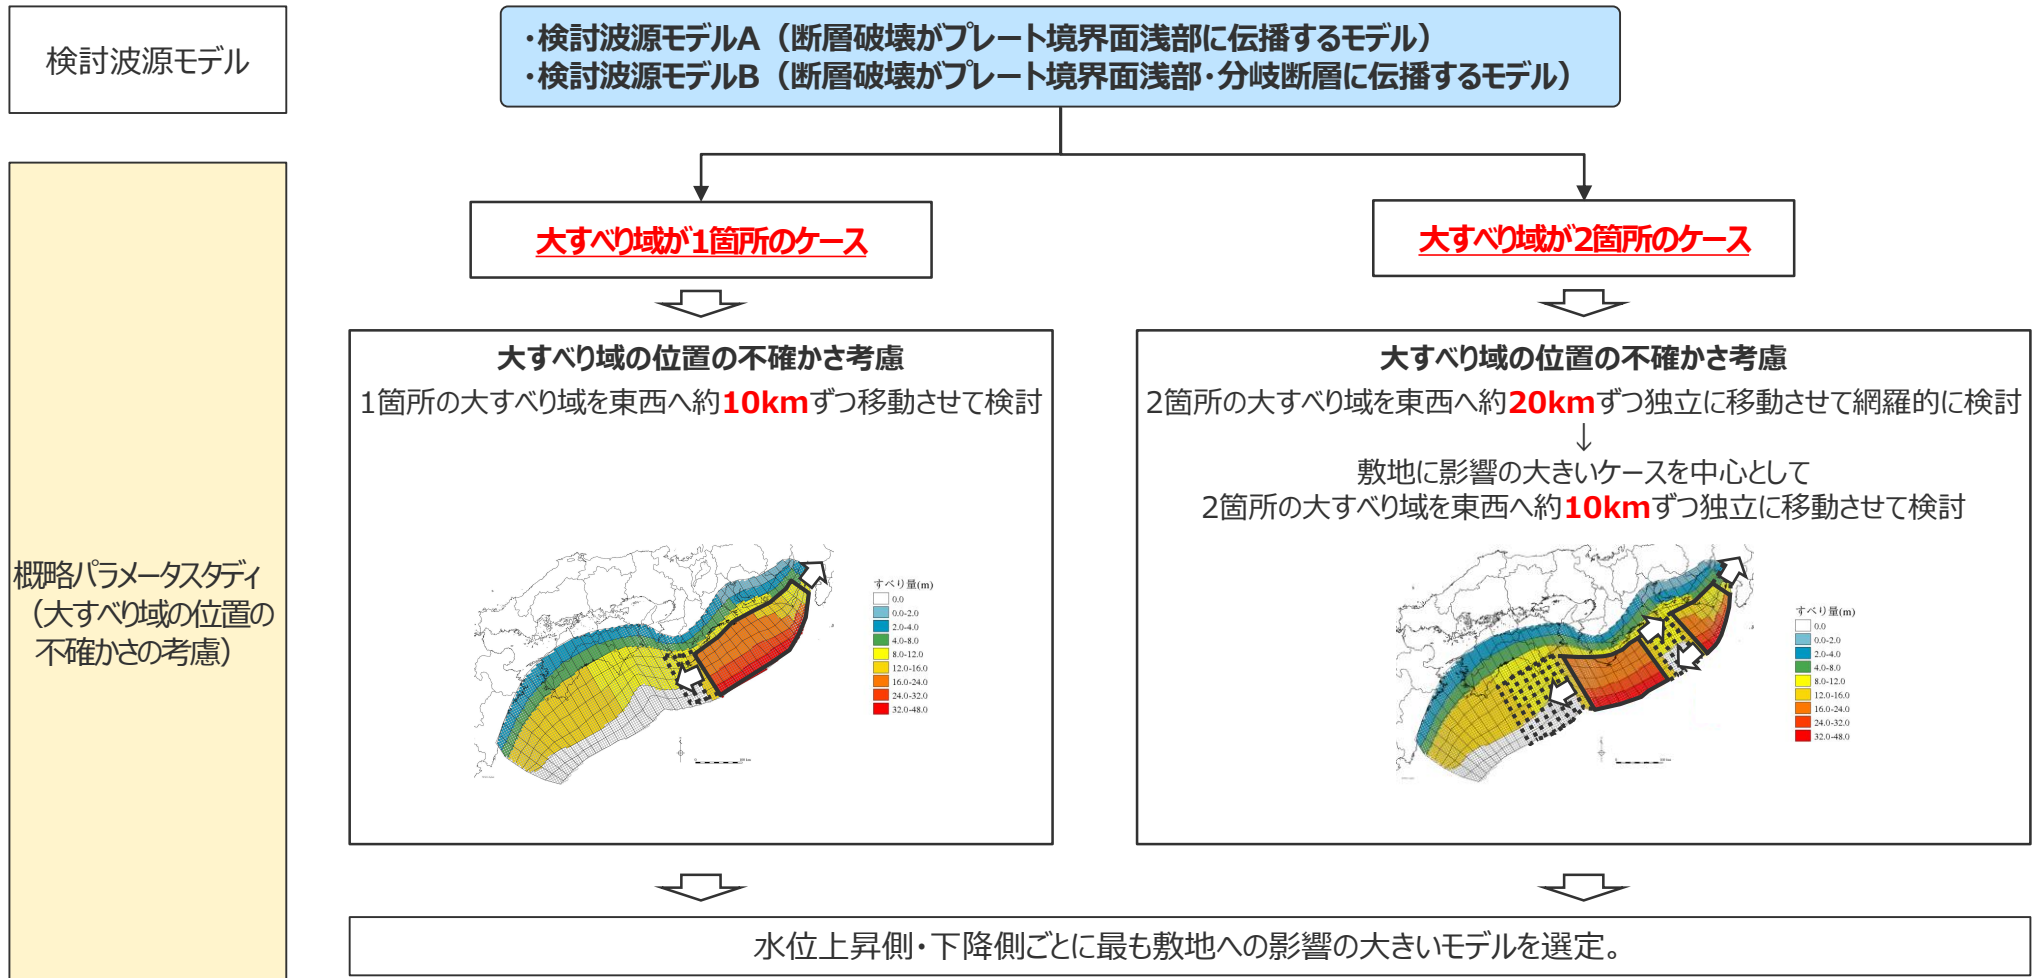 検討波源モデル
・検討波源モデルA（断層破壊がプレート境界面浅部に伝播するモデル）
・検討波源モデルB（断層破壊がプレート境界面浅部・分岐断層に伝播するモデル）
概略パラメータスタディ
（大すべり域の位置の
不確かさの考慮）
大すべり域が1箇所のケース
大すべり域の位置の不確かさ考慮
1箇所の大すべり域を東西へ約10kmずつ移動させて検討
すべり量(m)
0.0
0.0-2.0
2.0-4.0
4.0-8.0
8.0-12.0
12.0-16.0
16.0-24.0
24.0-32.0
32.0-48.0
大すべり域が2箇所のケース
大すべり域の位置の不確かさ考慮
2箇所の大すべり域を東西へ約20kmずつ独立に移動させて網羅的に検討
↓
敷地に影響の大きいケースを中心として
2箇所の大すべり域を東西へ約10kmずつ独立に移動させて検討
すべり量(m)
0.0
0.0-2.0
2.0-4.0
4.0-8.0
8.0-12.0
12.0-16.0
16.0-24.0
24.0-32.0
32.0-48.0
水位上昇側・下降側ごとに最も敷地への影響の大きいモデルを選定。